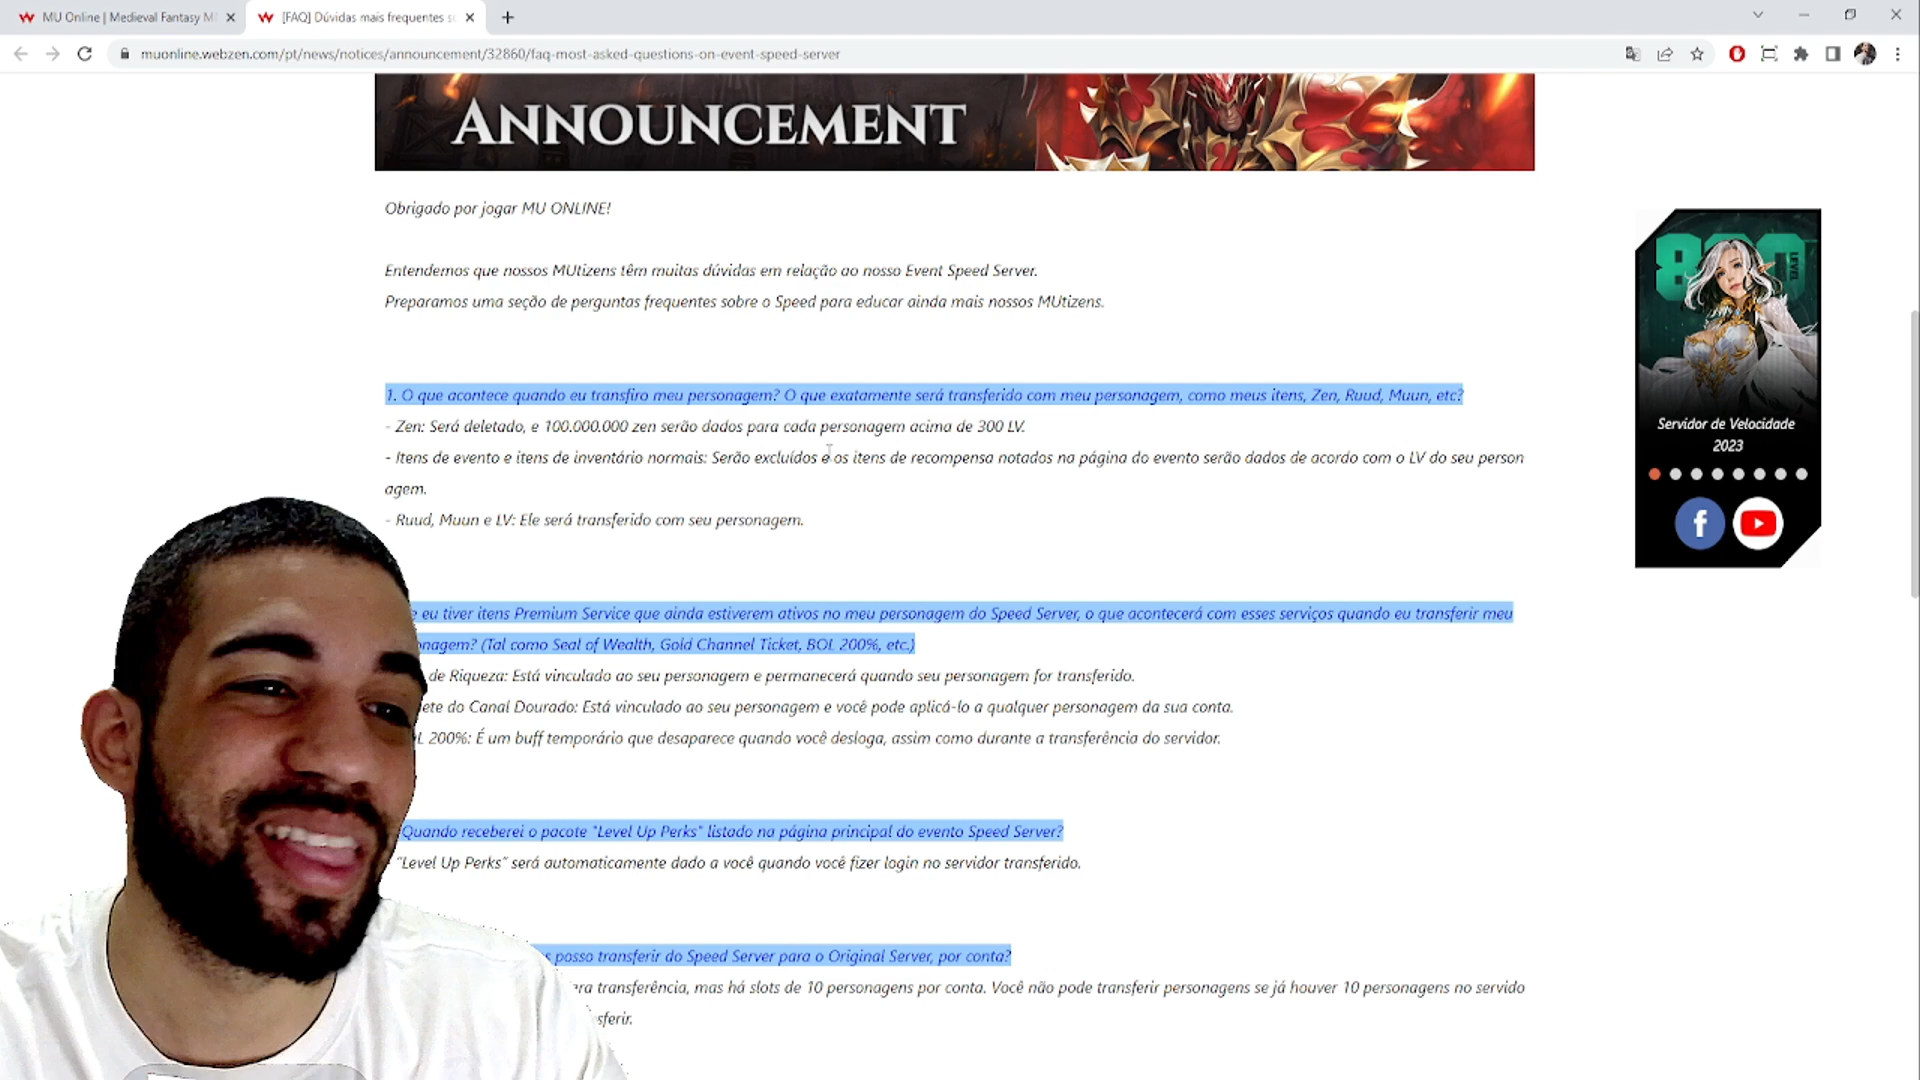 MU Online | Medieval Fantasy M
[FAQ] Dúvidas mais frequentes s
muonline.webzen.com/pt/news/notices/announcement/32860/faq-most-asked-questions-on-event-speed-server
ANNOUNCEMENT
Obrigado por jogar MU ONLINE!
Entendemos que nossos MUtizens têm muitas dúvidas em relação ao nosso Event Speed Server.
Preparamos uma seção de perguntas frequentes sobre o Speed para educar ainda mais nossos MUtizens.
1. O que acontece quando eu transfiro meu personagem? O que exatamente será transferido com meu personagem, como meus itens, Zen, Ruud, Muun, etc?
- Zen: Será deletado, e 100.000.000 zen serão dados para cada personagem acima de 300 LV.
- Itens de evento e itens de inventário normais: Serão excluídos e os itens de recompensa notados na página do evento serão dados de acordo com o LV do seu person
agem.
- Ruud, Muun e LV: Ele será transferido com seu personagem.
e eu tiver itens Premium Service que ainda estiverem ativos no meu personagem do Speed Server, o que acontecerá com esses serviços quando eu transferir meu
onagem? (Tal como Seal of Wealth, Gold Channel Ticket, BOL 200%, etc.)
de Riqueza: Está vinculado ao seu personagem e permanecerá quando seu personagem for transferido.
ete do Canal Dourado: Está vinculado ao seu personagem e você pode aplicá-lo a qualquer personagem da sua conta.
L 200%: É um buff temporário que desaparece quando você desloga, assim como durante a transferência do servidor.
Quando receberei o pacote "Level Up Perks" listado na página principal do evento Speed Server?
"Level Up Perks" será automaticamente dado a você quando você fizer login no servidor transferido.
s posso transferir do Speed Server para o Original Server, por conta?
ara transferência, mas há slots de 10 personagens por conta. Você não pode transferir personagens se já houver 10 personagens no servido
sferir.
800
LEVEL
Servidor de Velocidade
2023